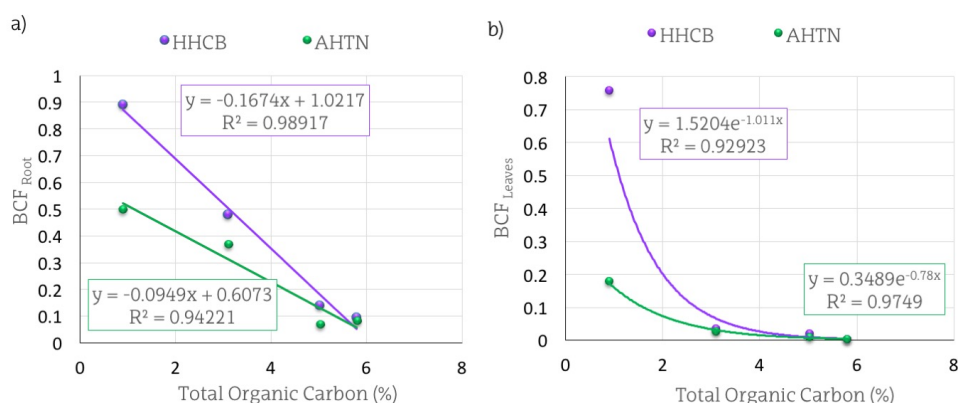 a)
HHCB AHTN
1
0.9
0.8
0.7
0.6
0.5
0.4
0.3
0.2
0.1
0
BCF Root
y = -0.1674x + 1.0217
R² = 0.98917
y = -0.0949x + 0.6073
R² = 0.94221
0 2 4 6 8
Total Organic Carbon (%)
b)
HHCB AHTN
0.8
0.7
0.6
0.5
0.4
0.3
0.2
0.1
0
BCF Leaves
y = 1.5204e^-1.011x
R² = 0.92923
y = 0.3489e^-0.78x
R² = 0.9749
0 2 4 6 8
Total Organic Carbon (%)